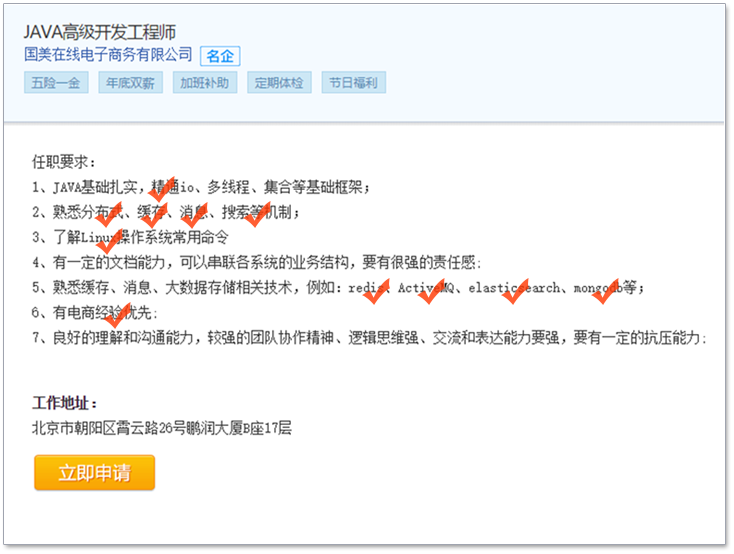 JAVA高级开发工程师
国美在线电子商务有限公司 名企
五险一金 年底双薪 加班补助 定期体检 节日福利
任职要求：
1、JAVA基础扎实，精通io、多线程、集合等基础框架；
2、熟悉分布式、缓存、消息、搜索等机制；
3、了解Linux操作系统常用命令
4、有一定的文档能力，可以串联各系统的业务结构，要有很强的责任感；
5、熟悉缓存、消息、大数据存储相关技术，例如：redis、ActiveMQ、elasticsearch、mongodb等；
6、有电商经验优先；
7、良好的理解和沟通能力，较强的团队协作精神、逻辑思维强、交流和表达能力要强，要有一定的抗压能力；
工作地址：
北京市朝阳区霄云路26号鹏润大厦B座17层
立即申请